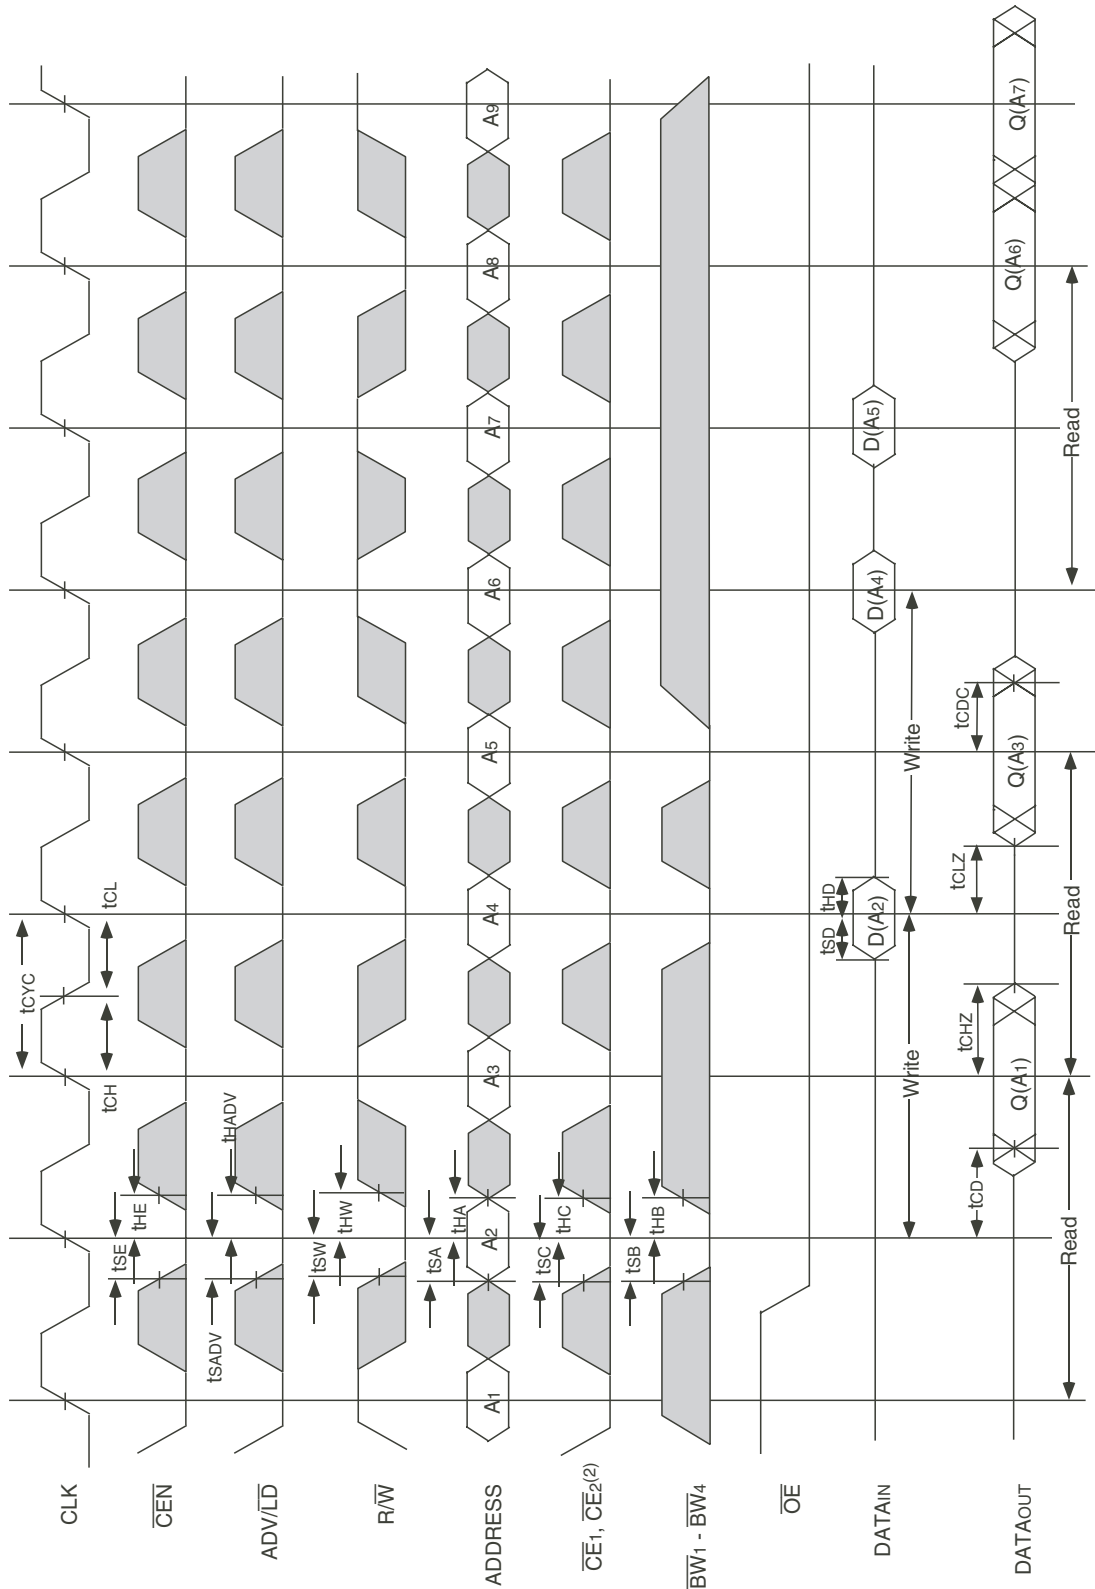 CLK
tCYC
tCH
tCL
CEN
tSE
tHE
ADV/LD
tSADV
tHADV
R/W
tSW
tHW
ADDRESS
A1
A2
A3
A4
A5
A6
A7
A8
A9
tSA
tHA
CE1, CE2(2)
tSC
tHC
BW1 - BW4
tSB
tHB
OE
DATAIN
tSD
tHD
D(A2)
D(A4)
D(A5)
Write
Write
DATAOUT
tCD
tCHZ
tCLZ
tCDC
Q(A1)
Q(A3)
Q(A6)
Q(A7)
Read
Read
Read